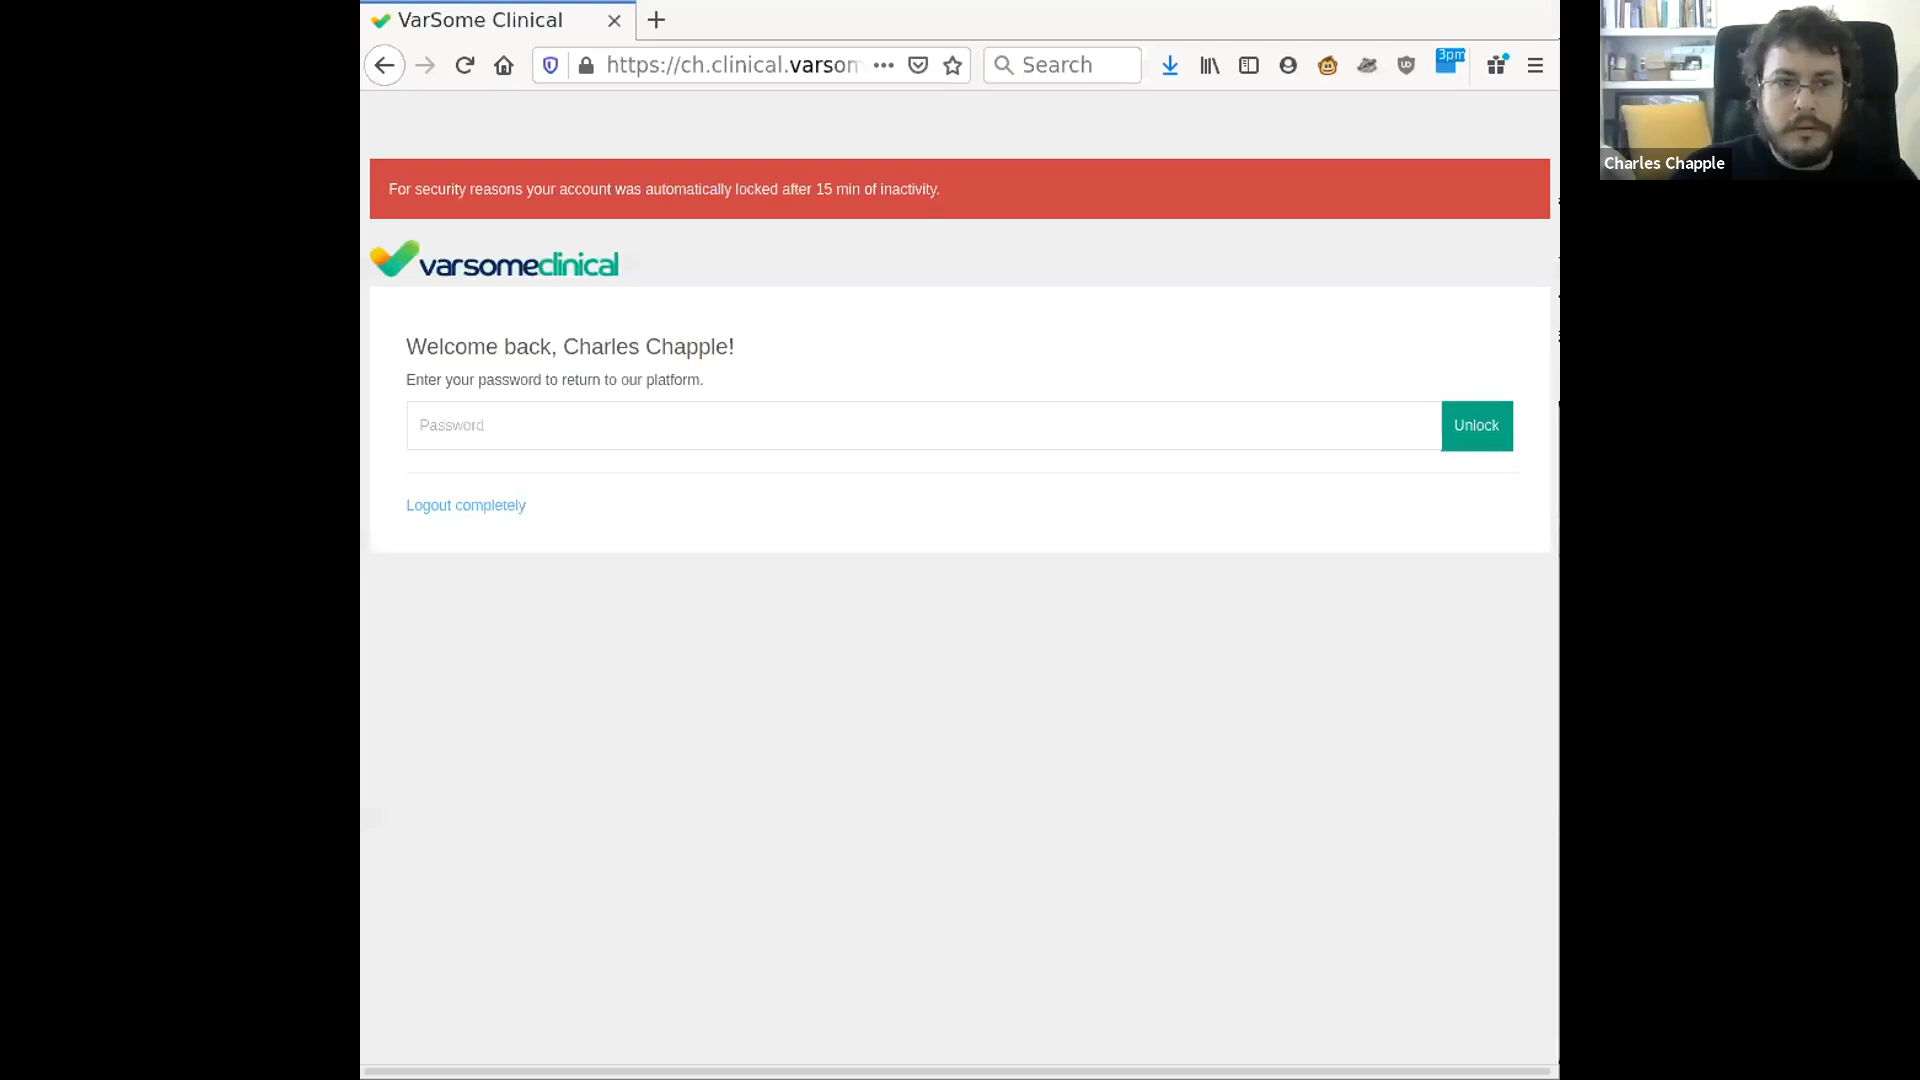 VarSome Clinical
https://ch.clinical.varsom
Search
3pm
Charles Chapple
For security reasons your account was automatically locked after 15 min of inactivity.
varsomeclinical
Welcome back, Charles Chapple!
Enter your password to return to our platform.
Password
Unlock
Logout completely